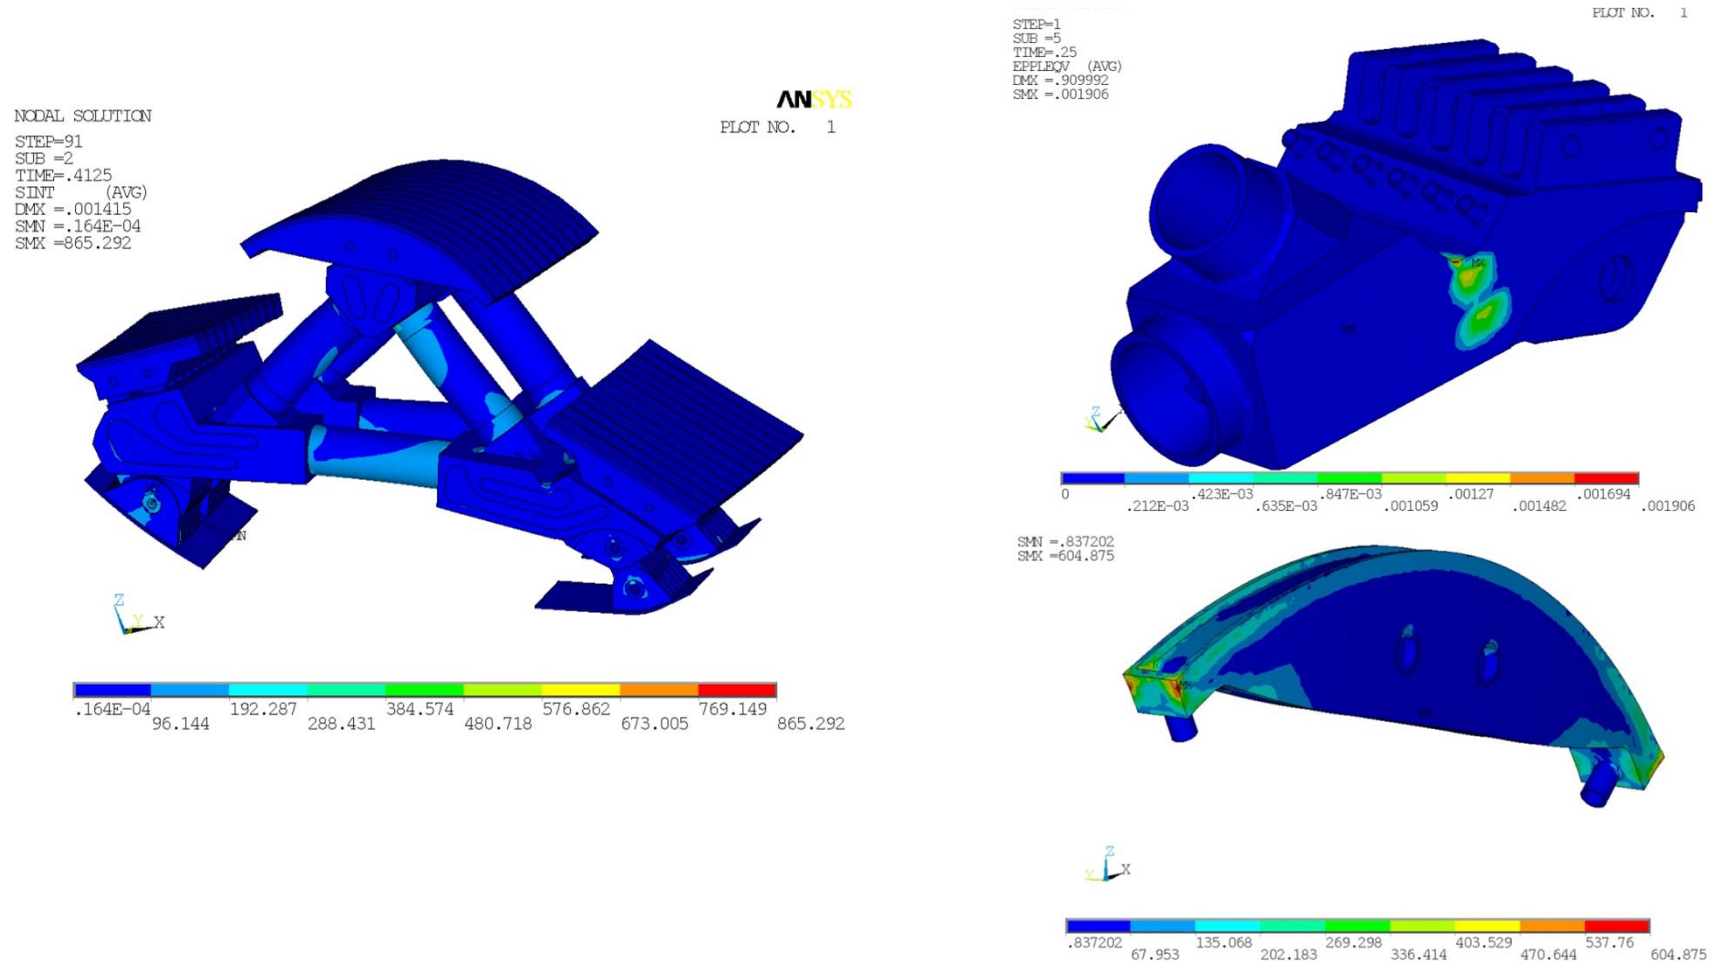 ANSYS
PLOT NO. 1
NODAL SOLUTION
STEP=91
SUB =2
TIME=.4125
SINT (AVG)
DMX =.001415
SMN =.164E-04
SMX =865.292
MN
Z
Y X
.164E-04 192.287 384.574 576.862 769.149
96.144 288.431 480.718 673.005 865.292
PLOT NO. 1
STEP=1
SUB =5
TIME=.25
EPPLEQV (AVG)
DMX =.909992
SMX =.001906
MX
MN
Z
0 .423E-03 .847E-03 .00127 .001694
.212E-03 .635E-03 .001059 .001482 .001906
SMN =.837202
SMX =604.875
MX
Z
Y X
.837202 135.068 269.298 403.529 537.76
67.953 202.183 336.414 470.644 604.875